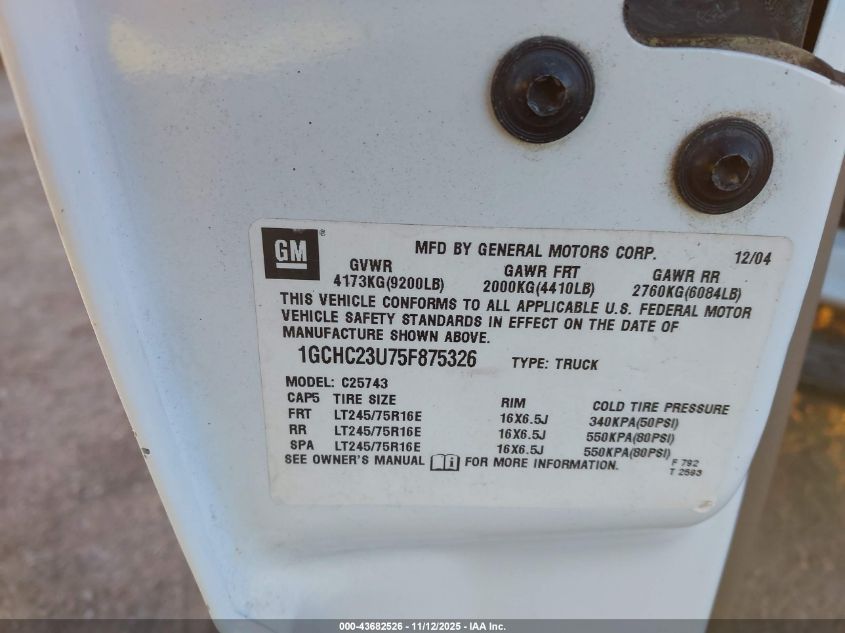 GM®
MFD BY GENERAL MOTORS CORP. 12/04
GVWR GAWR FRT GAWR RR
4173KG(9200LB) 2000KG(4410LB) 2760KG(6084LB)
THIS VEHICLE CONFORMS TO ALL APPLICABLE U.S. FEDERAL MOTOR
VEHICLE SAFETY STANDARDS IN EFFECT ON THE DATE OF
MANUFACTURE SHOWN ABOVE.
1GCHC23U75F875326 TYPE: TRUCK
MODEL: C25743
CAP5 TIRE SIZE RIM COLD TIRE PRESSURE
FRT LT245/75R16E 16X6.5J 340KPA(50PSI)
RR LT245/75R16E 16X6.5J 550KPA(80PSI)
SPA LT245/75R16E 16X6.5J 550KPA(80PSI)
SEE OWNER'S MANUAL FOR MORE INFORMATION.
F 792
T 2593
000-43682526 - 11/12/2025 - IAA Inc.